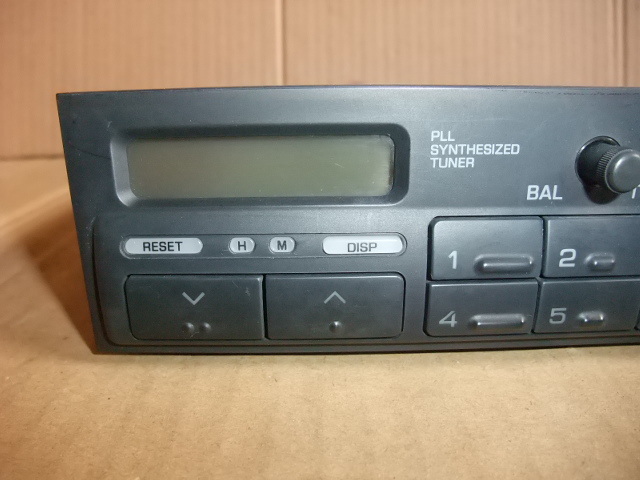 PLL
SYNTHESIZED
TUNER
BAL
RESET H M DISP
1 2
4 5